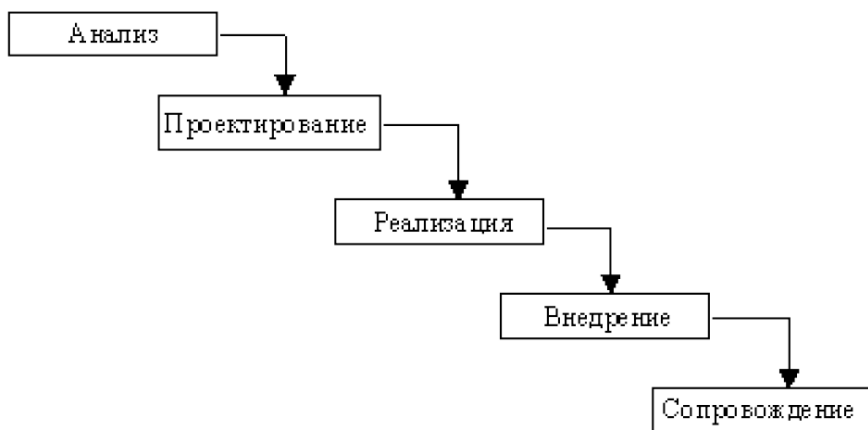 Анализ
Проектирование
Реализация
Внедрение
Сопровождение